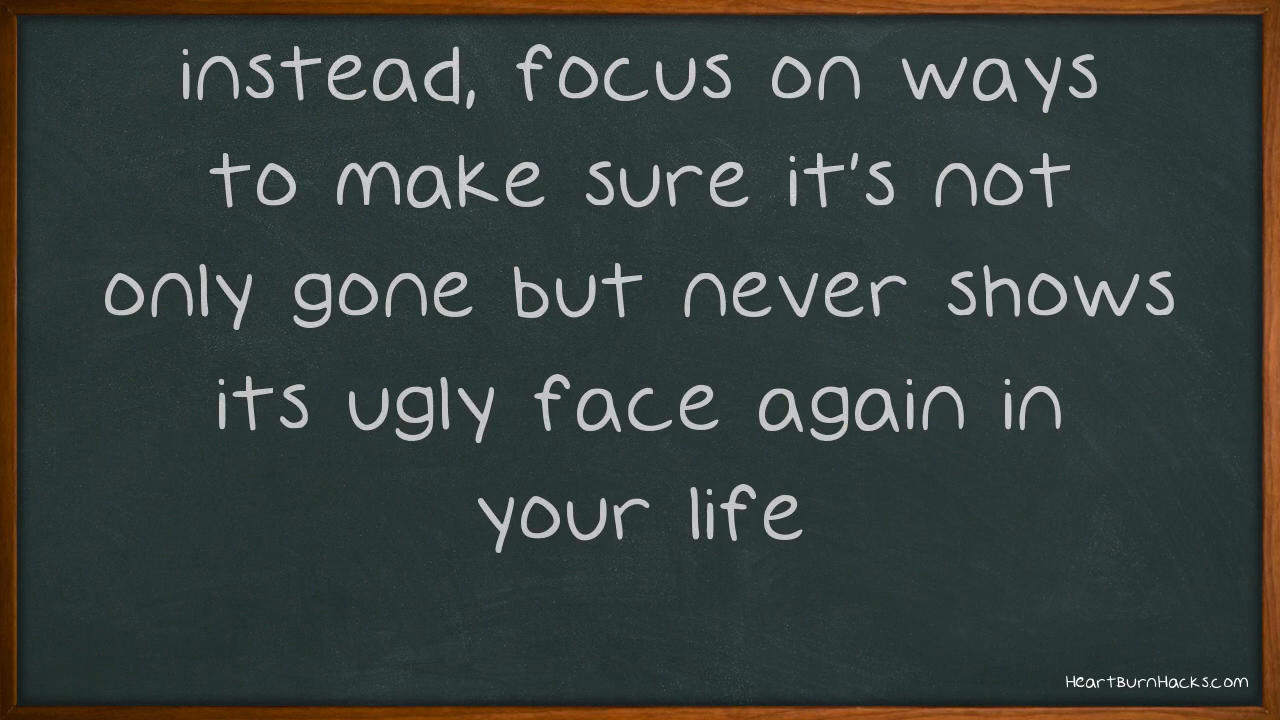 instead, focus on ways
to make sure it's not
only gone but never shows
its ugly face again in
your life
HeartBurnHacks.com